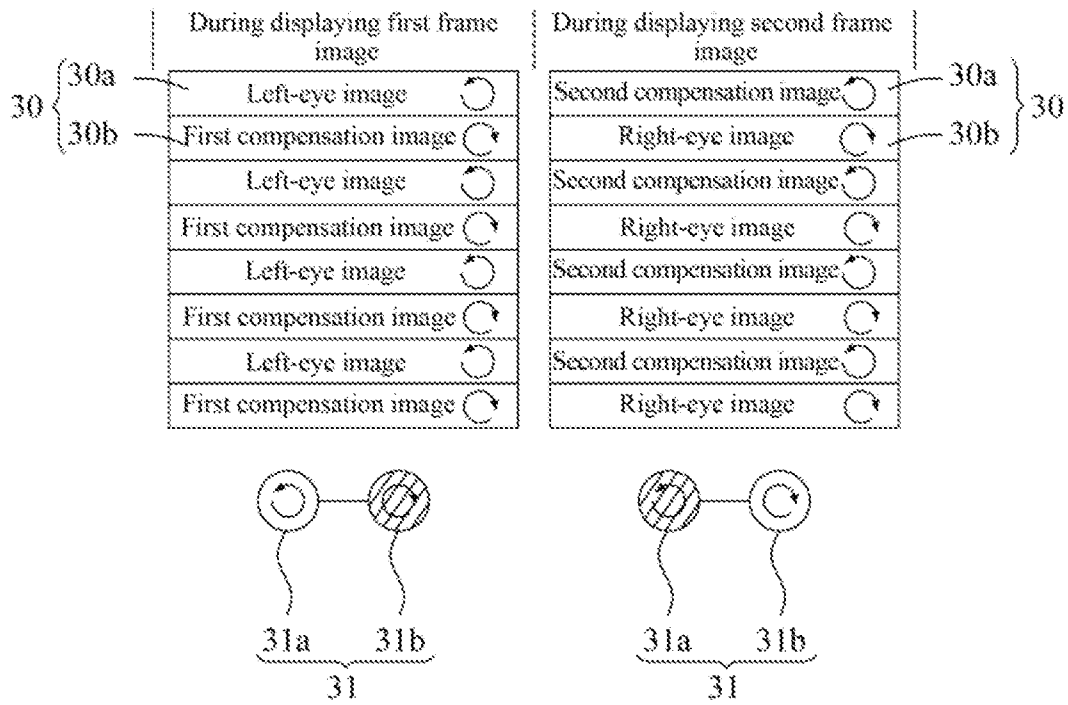 During displaying first frame
image
During displaying second frame
image
30
30a
30b
Left-eye image
First compensation image
Left-eye image
First compensation image
Left-eye image
First compensation image
Left-eye image
First compensation image
Second compensation image
Right-eye image
Second compensation image
Right-eye image
Second compensation image
Right-eye image
Second compensation image
Right-eye image
30a
30b
30
31a
31b
31
31a
31b
31